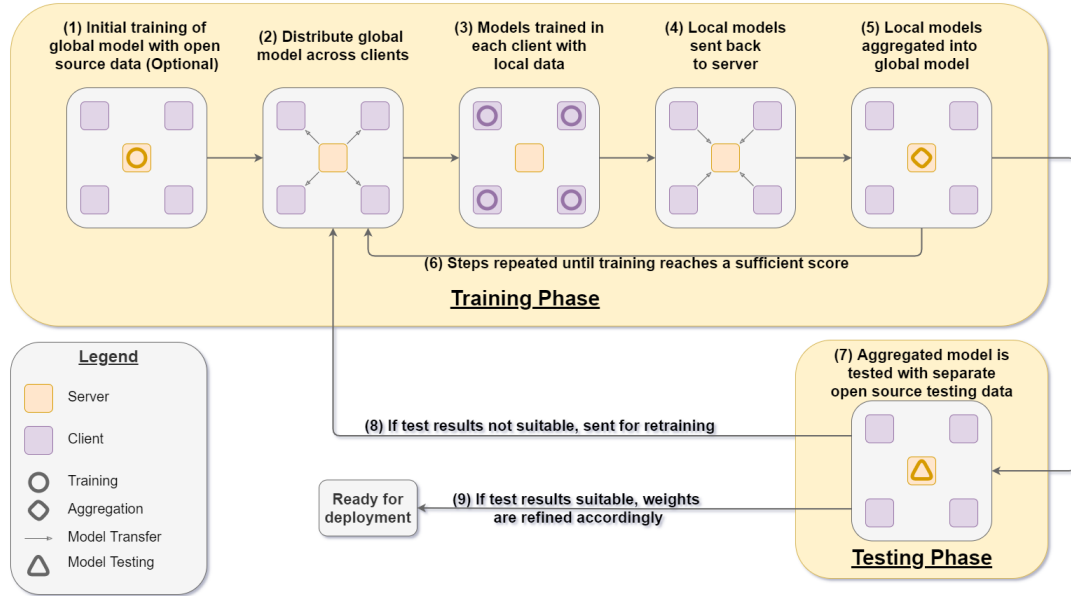 (1) Initial training of
global model with open
source data (Optional)
(2) Distribute global
model across clients
(3) Models trained in
each client with
local data
(4) Local models
sent back
to server
(5) Local models
aggregated into
global model
(6) Steps repeated until training reaches a sufficient score
Training Phase
Legend
Server
Client
Training
Aggregation
Model Transfer
Model Testing
(7) Aggregated model is
tested with separate
open source testing data
(8) If test results not suitable, sent for retraining
(9) If test results suitable, weights
are refined accordingly
Ready for
deployment
Testing Phase